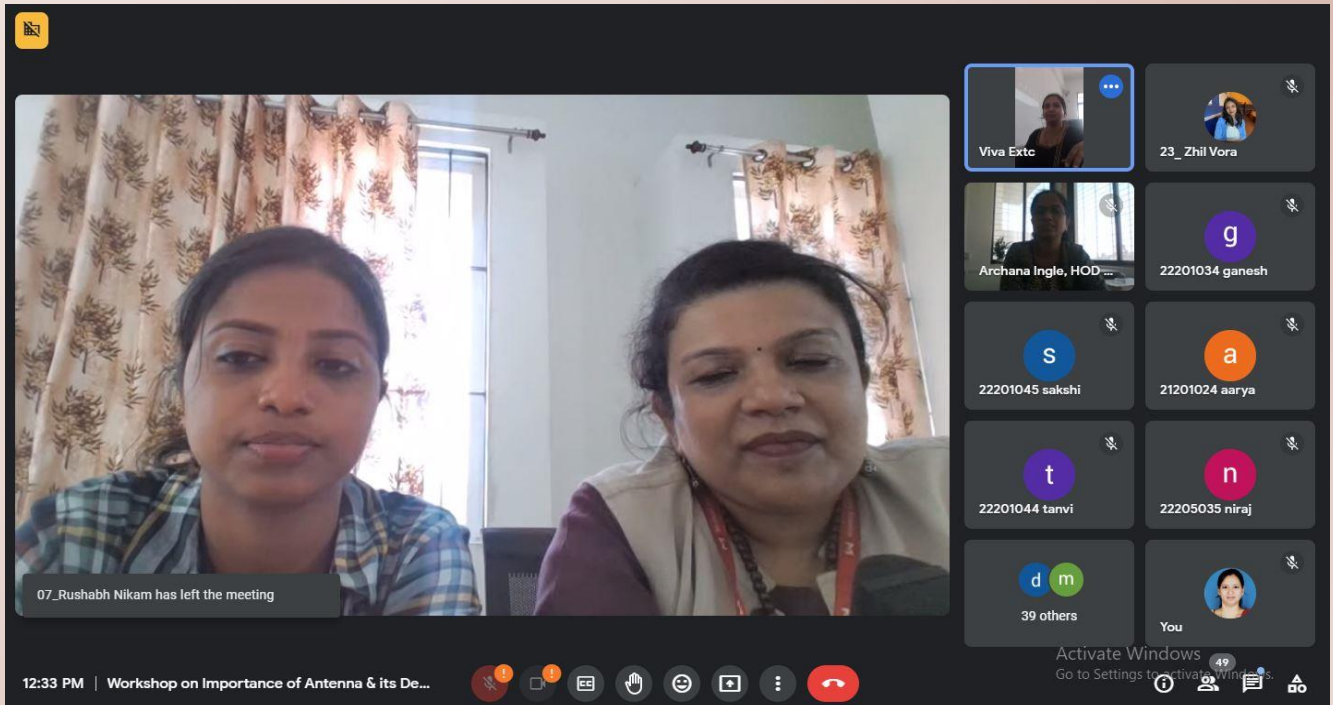 Viva Extc
23_ Zhil Vora
Archana Ingle, HOD ...
g
22201034 ganesh
s
22201045 sakshi
a
21201024 aarya
t
22201044 tanvi
n
22205035 niraj
d m
39 others
You
07_Rushabh Nikam has left the meeting
Activate Windows
Go to Settings to activate Windows.
49
12:33 PM | Workshop on Importance of Antenna & its De...
CC